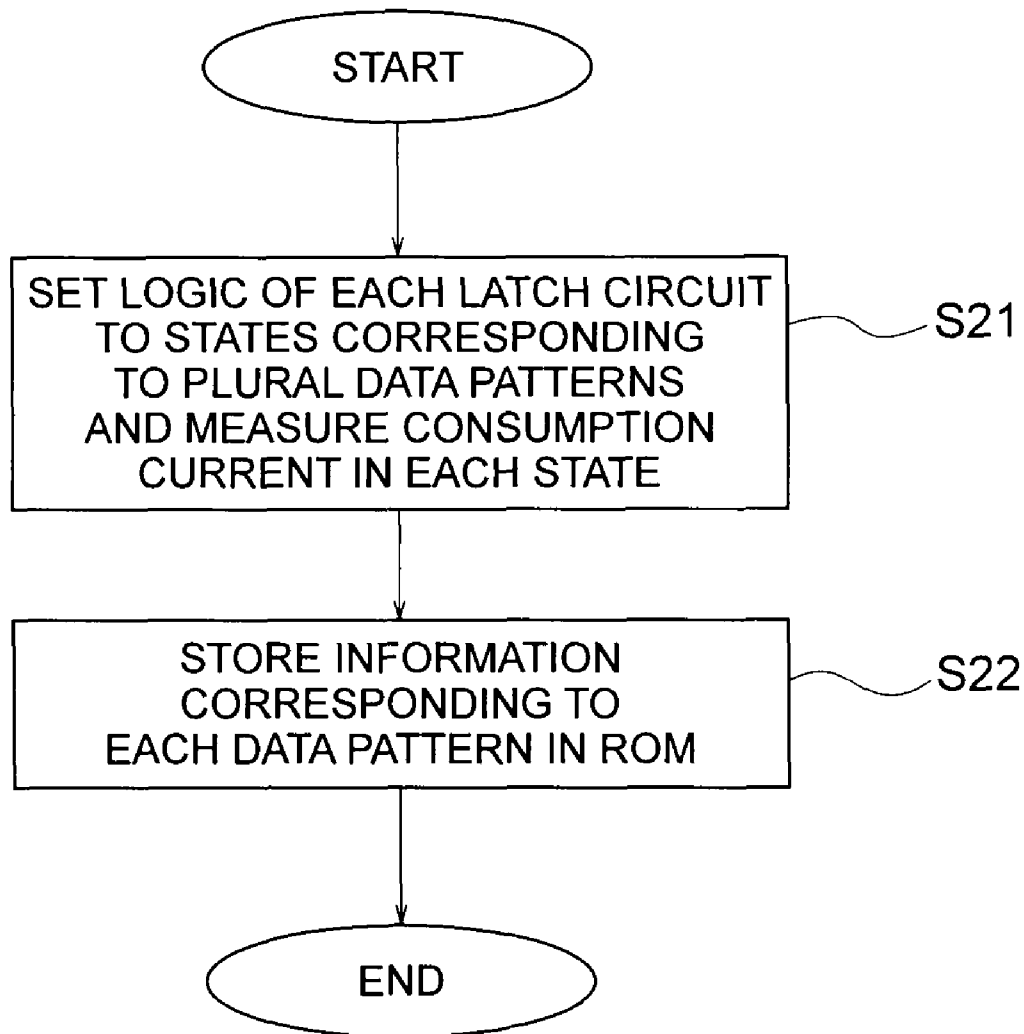 START
SET LOGIC OF EACH LATCH CIRCUIT
TO STATES CORRESPONDING
TO PLURAL DATA PATTERNS
AND MEASURE CONSUMPTION
CURRENT IN EACH STATE
S21
STORE INFORMATION
CORRESPONDING TO
EACH DATA PATTERN IN ROM
S22
END